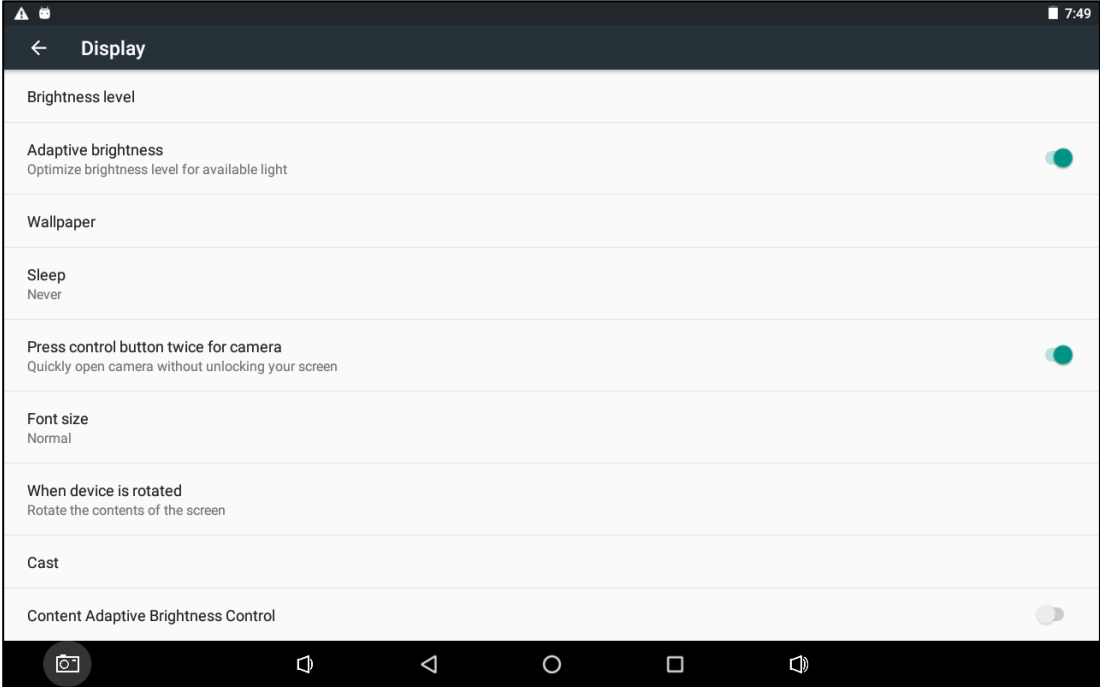 7:49
Display
Brightness level
Adaptive brightness
Optimize brightness level for available light
Wallpaper
Sleep
Never
Press control button twice for camera
Quickly open camera without unlocking your screen
Font size
Normal
When device is rotated
Rotate the contents of the screen
Cast
Content Adaptive Brightness Control